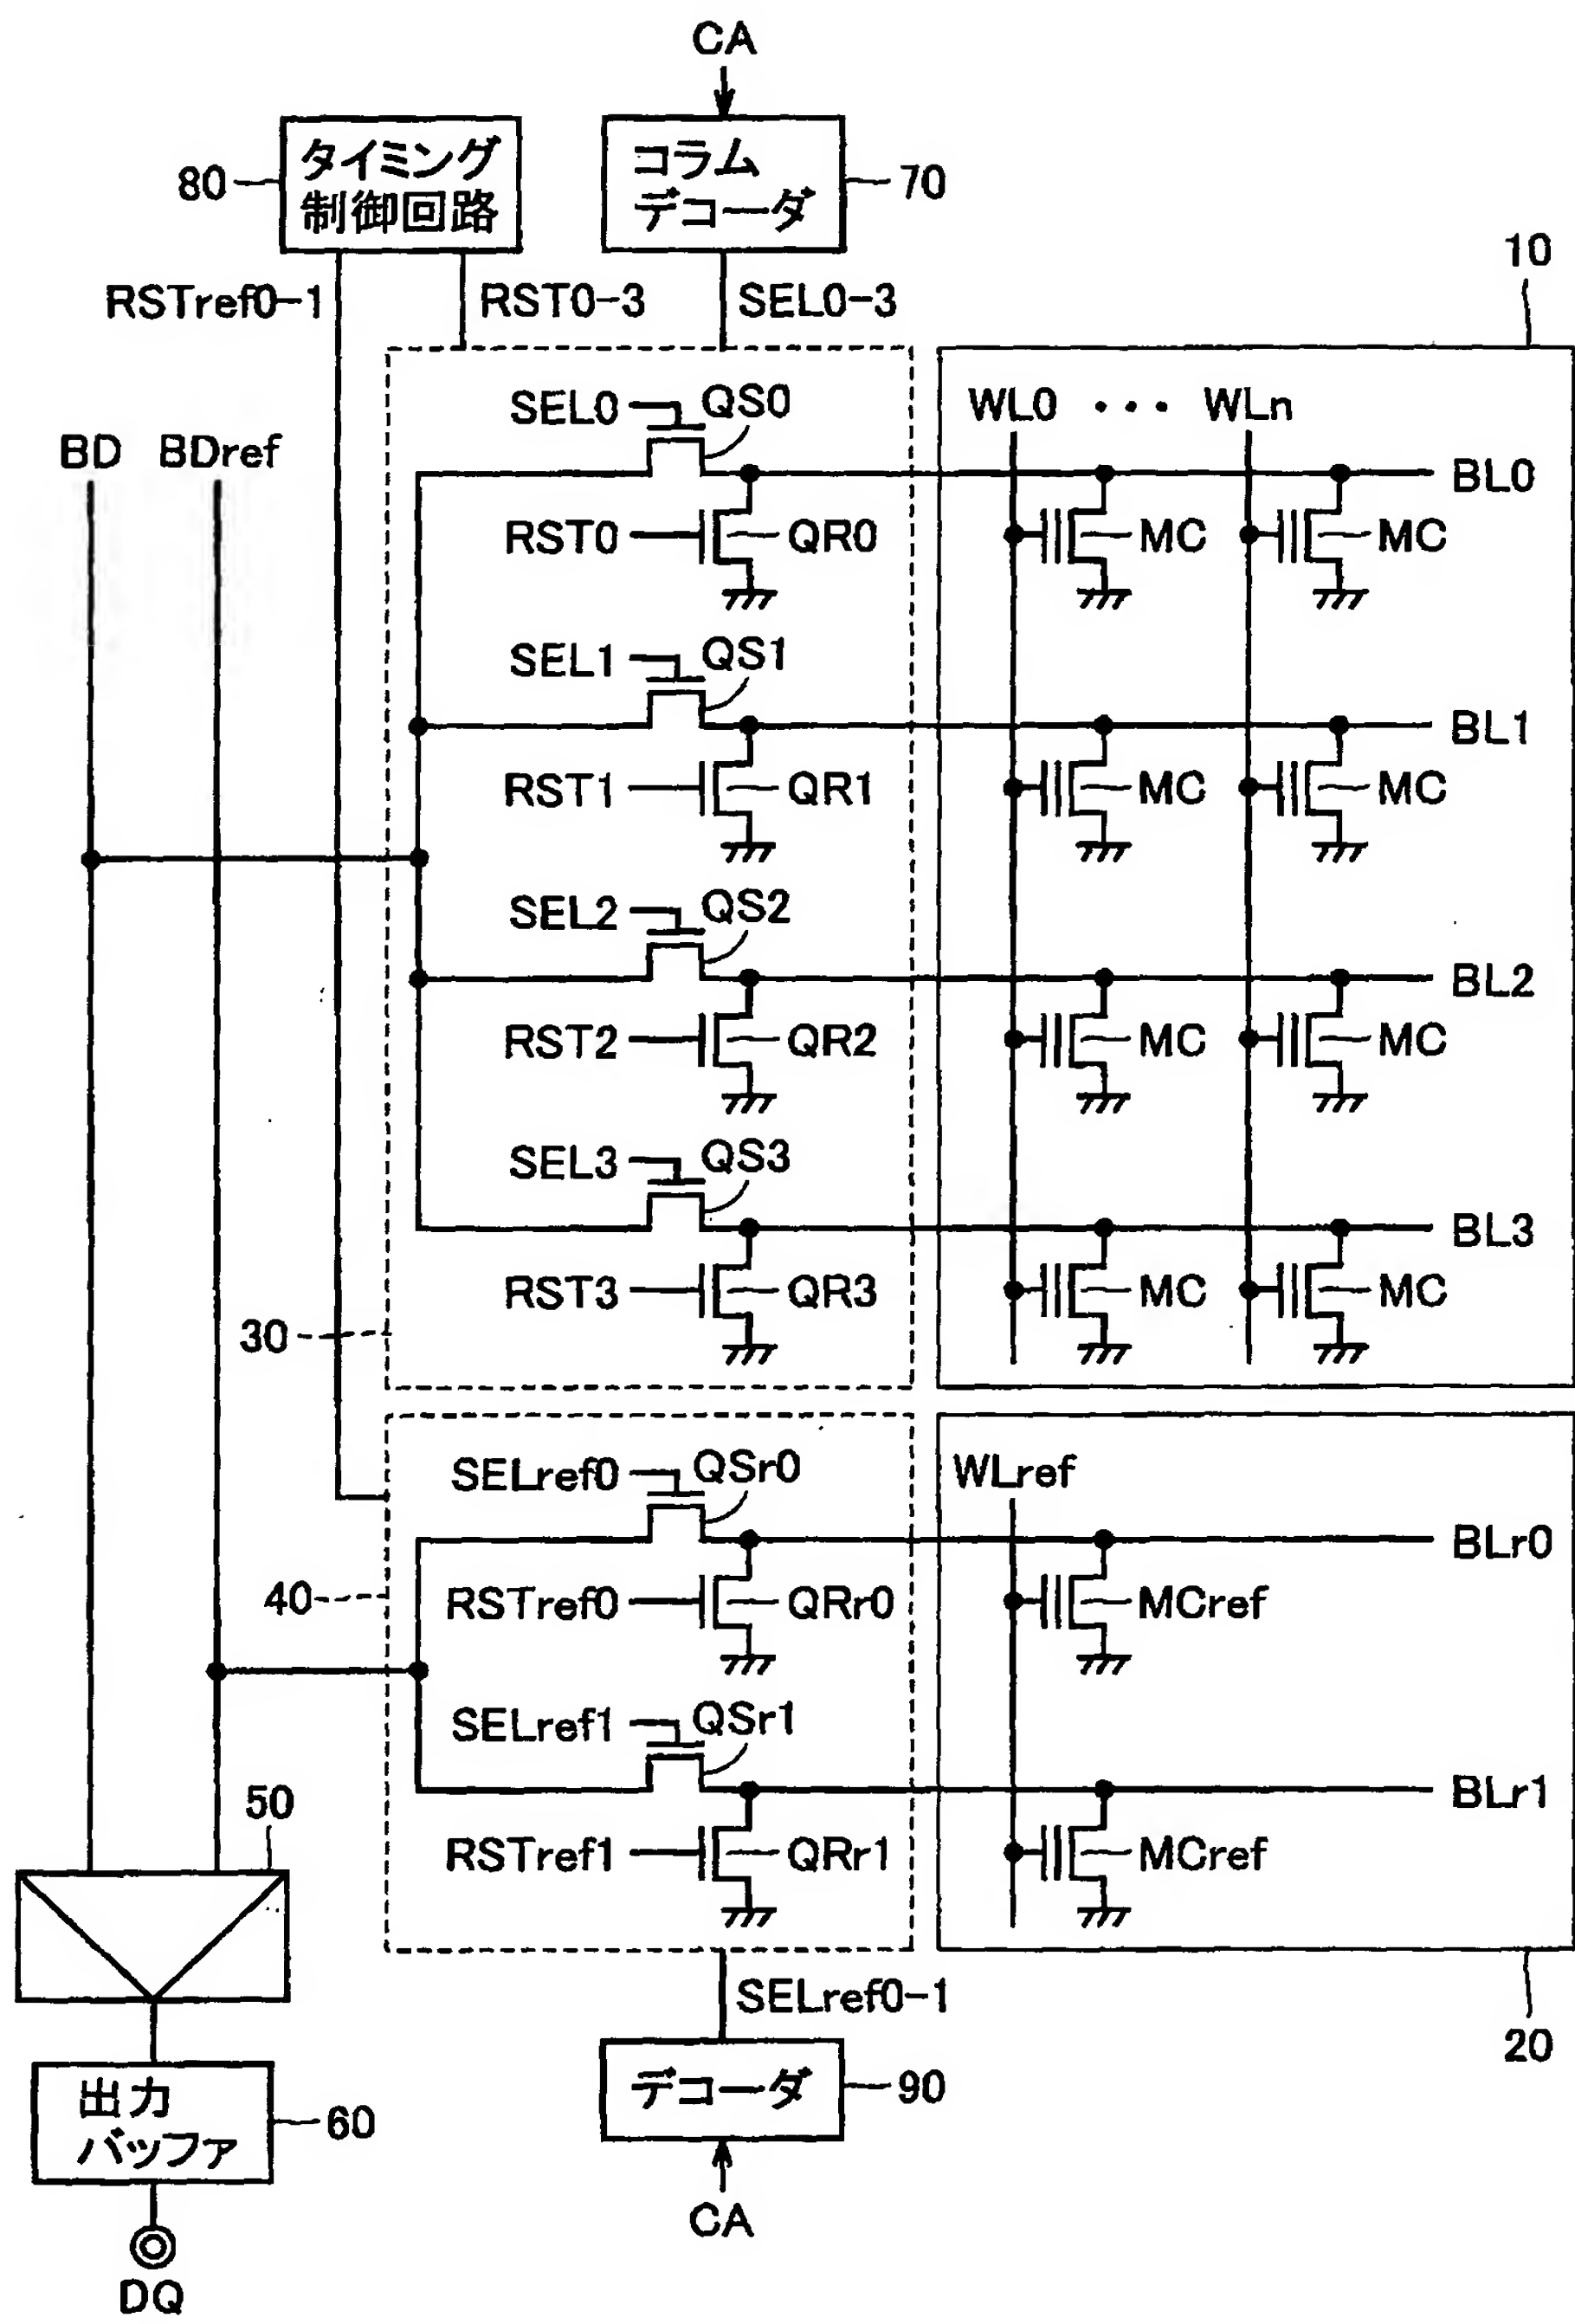 CA
タイミング
制御回路
80
コラム
デコーダ
70
RSTref0-1
RST0-3
SEL0-3
10
BD
BDref
SEL0
QS0
WL0 ・・・ WLn
BL0
RST0
QR0
MC
MC
SEL1
QS1
BL1
RST1
QR1
MC
MC
SEL2
QS2
BL2
RST2
QR2
MC
MC
SEL3
QS3
BL3
RST3
QR3
MC
MC
30
SELref0
QSr0
WLref
BLr0
40
RSTref0
QRr0
MCref
SELref1
QSr1
BLr1
50
RSTref1
QRr1
MCref
SELref0-1
20
出力
バッファ
60
デコーダ
90
CA
DQ